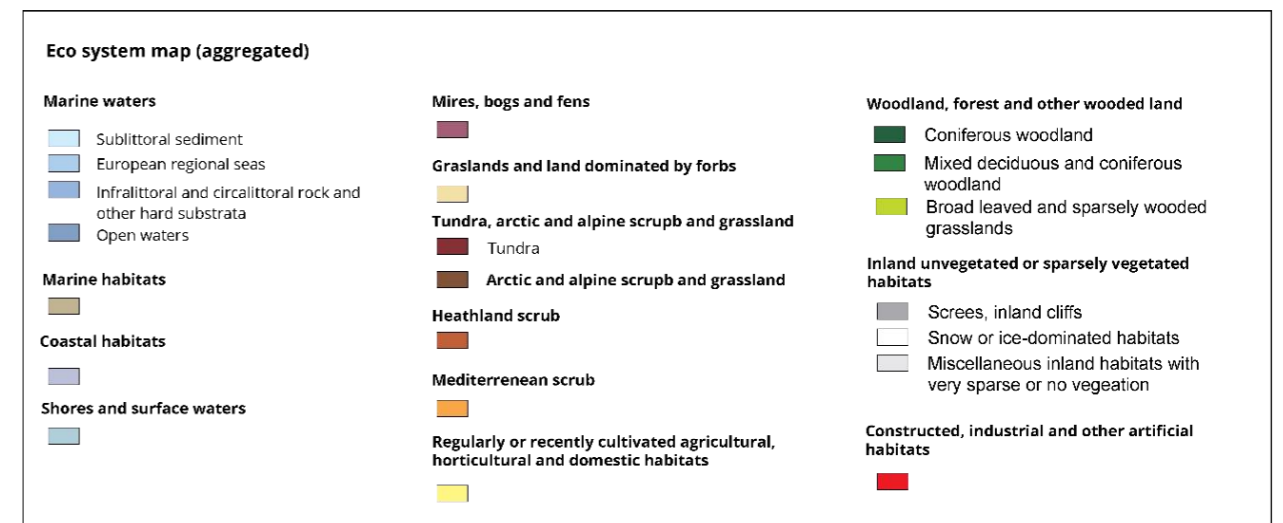 Eco system map (aggregated)
Marine waters
Sublittoral sediment
European regional seas
Infralittoral and circalittoral rock and
other hard substrata
Open waters
Marine habitats
Coastal habitats
Shores and surface waters
Mires, bogs and fens
Graslands and land dominated by forbs
Tundra, arctic and alpine scrupb and grassland
Tundra
Arctic and alpine scrupb and grassland
Heathland scrub
Mediterrenean scrub
Regularly or recently cultivated agricultural,
horticultural and domestic habitats
Woodland, forest and other wooded land
Coniferous woodland
Mixed deciduous and coniferous
woodland
Broad leaved and sparsely wooded
grasslands
Inland unvegetated or sparsely vegetated
habitats
Screes, inland cliffs
Snow or ice-dominated habitats
Miscellaneous inland habitats with
very sparse or no vegeation
Constructed, industrial and other artificial
habitats